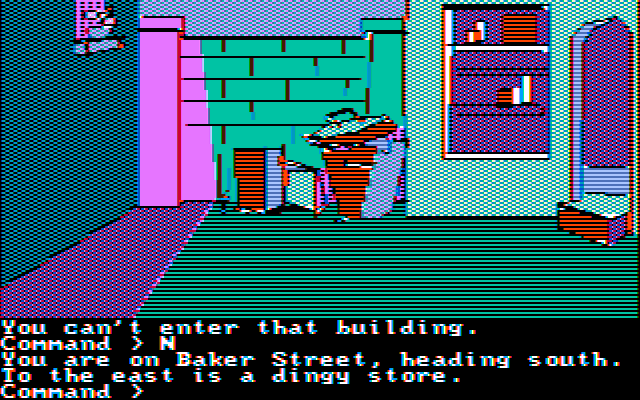 You can't enter that building.
Command > N
You are on Baker Street, heading south.
To the east is a dingy store.
Command >